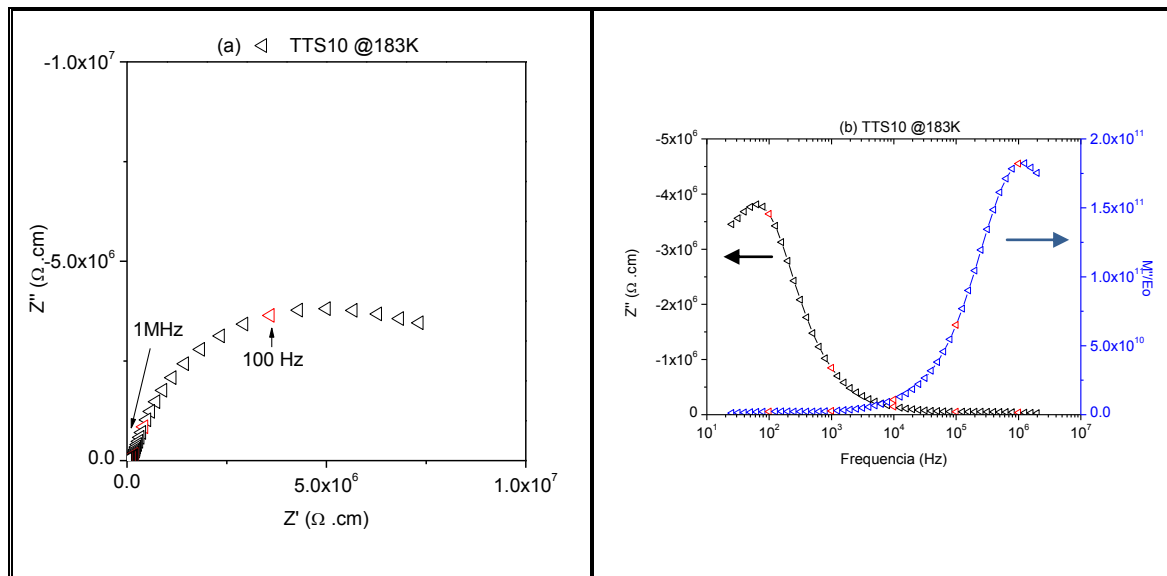 (a) ◁ TTS10 @183K
-1.0x10⁷
-5.0x10⁶
0.0
Z'' (Ω .cm)
1MHz
100 Hz
0.0
5.0x10⁶
1.0x10⁷
Z' (Ω .cm)
(b) TTS10 @183K
-5x10⁶
-4x10⁶
-3x10⁶
-2x10⁶
-1x10⁶
0
Z'' (Ω .cm)
2.0x10¹¹
1.5x10¹¹
1.0x10¹¹
5.0x10¹⁰
0.0
M''/Eo
10¹ 10² 10³ 10⁴ 10⁵ 10⁶ 10⁷
Frequencia (Hz)